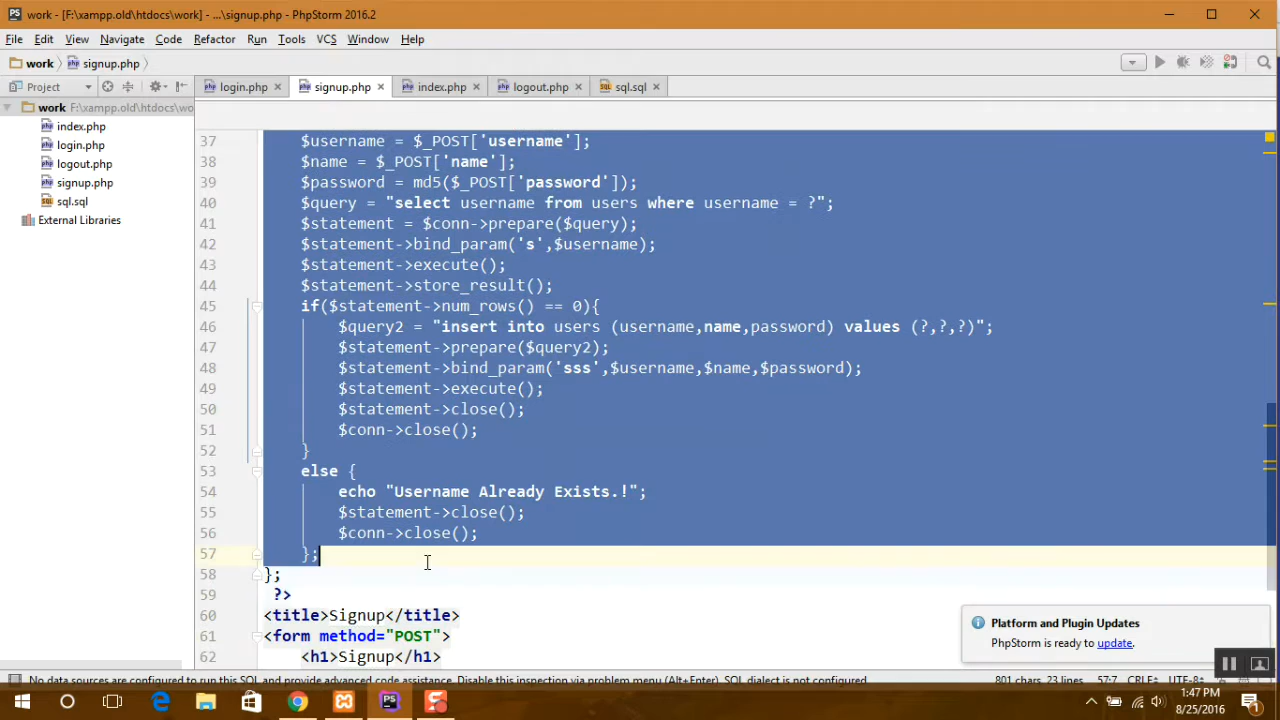 work - [F:\xampp.old\htdocs\work] - ...\signup.php - PhpStorm 2016.2
File Edit View Navigate Code Refactor Run Tools VCS Window Help
work signup.php
Project login.php signup.php index.php logout.php sql.sql
work F:\xampp.old\htdocs\wo
index.php
login.php
logout.php
signup.php
sql.sql
External Libraries
37 $username = $_POST['username'];
38 $name = $_POST['name'];
39 $password = md5($_POST['password']);
40 $query = "select username from users where username = ?";
41 $statement = $conn->prepare($query);
42 $statement->bind_param('s',$username);
43 $statement->execute();
44 $statement->store_result();
45 if($statement->num_rows() == 0){
46 $query2 = "insert into users (username,name,password) values (?,?,?)";
47 $statement->prepare($query2);
48 $statement->bind_param('sss',$username,$name,$password);
49 $statement->execute();
50 $statement->close();
51 $conn->close();
52 }
53 else {
54 echo "Username Already Exists.!";
55 $statement->close();
56 $conn->close();
57 };
58 };
59 ?>
60 <title>Signup</title>
61 <form method="POST">
62 <h1>Signup</h1>
Platform and Plugin Updates
PhpStorm is ready to update.
No data sources are configured to run this SQL and provide advanced code assistance. Disable this inspection via problem menu (Alt+Enter). SQL dialect is not configured. 801 chars, 23 lines 57:7 CRLF UTF-8
1:47 PM
8/25/2016